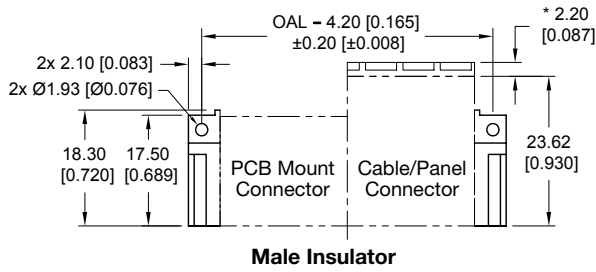 OAL – 4.20 [0.165]
±0.20 [±0.008]
* 2.20
[0.087]
2x 2.10 [0.083]
2x Ø1.93 [Ø0.076]
18.30
[0.720]
17.50
[0.689]
PCB Mount
Connector
Cable/Panel
Connector
23.62
[0.930]
Male Insulator